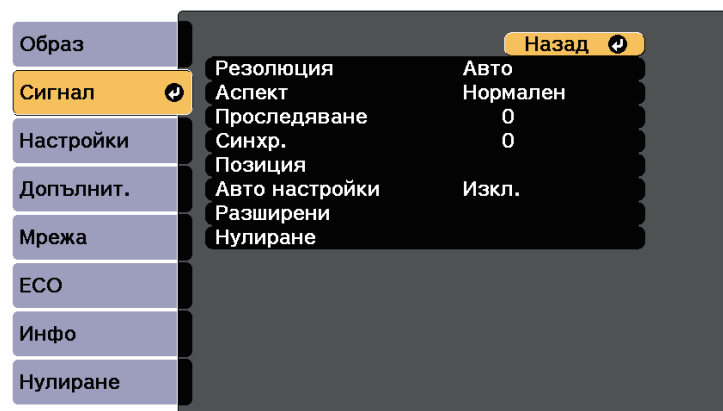 Образ
Сигнал
Настройки
Допълнит.
Мрежа
ECO
Инфо
Нулиране
Назад
Резолюция Авто
Аспект Нормален
Проследяване 0
Синхр. 0
Позиция
Авто настройки Изкл.
Разширени
Нулиране